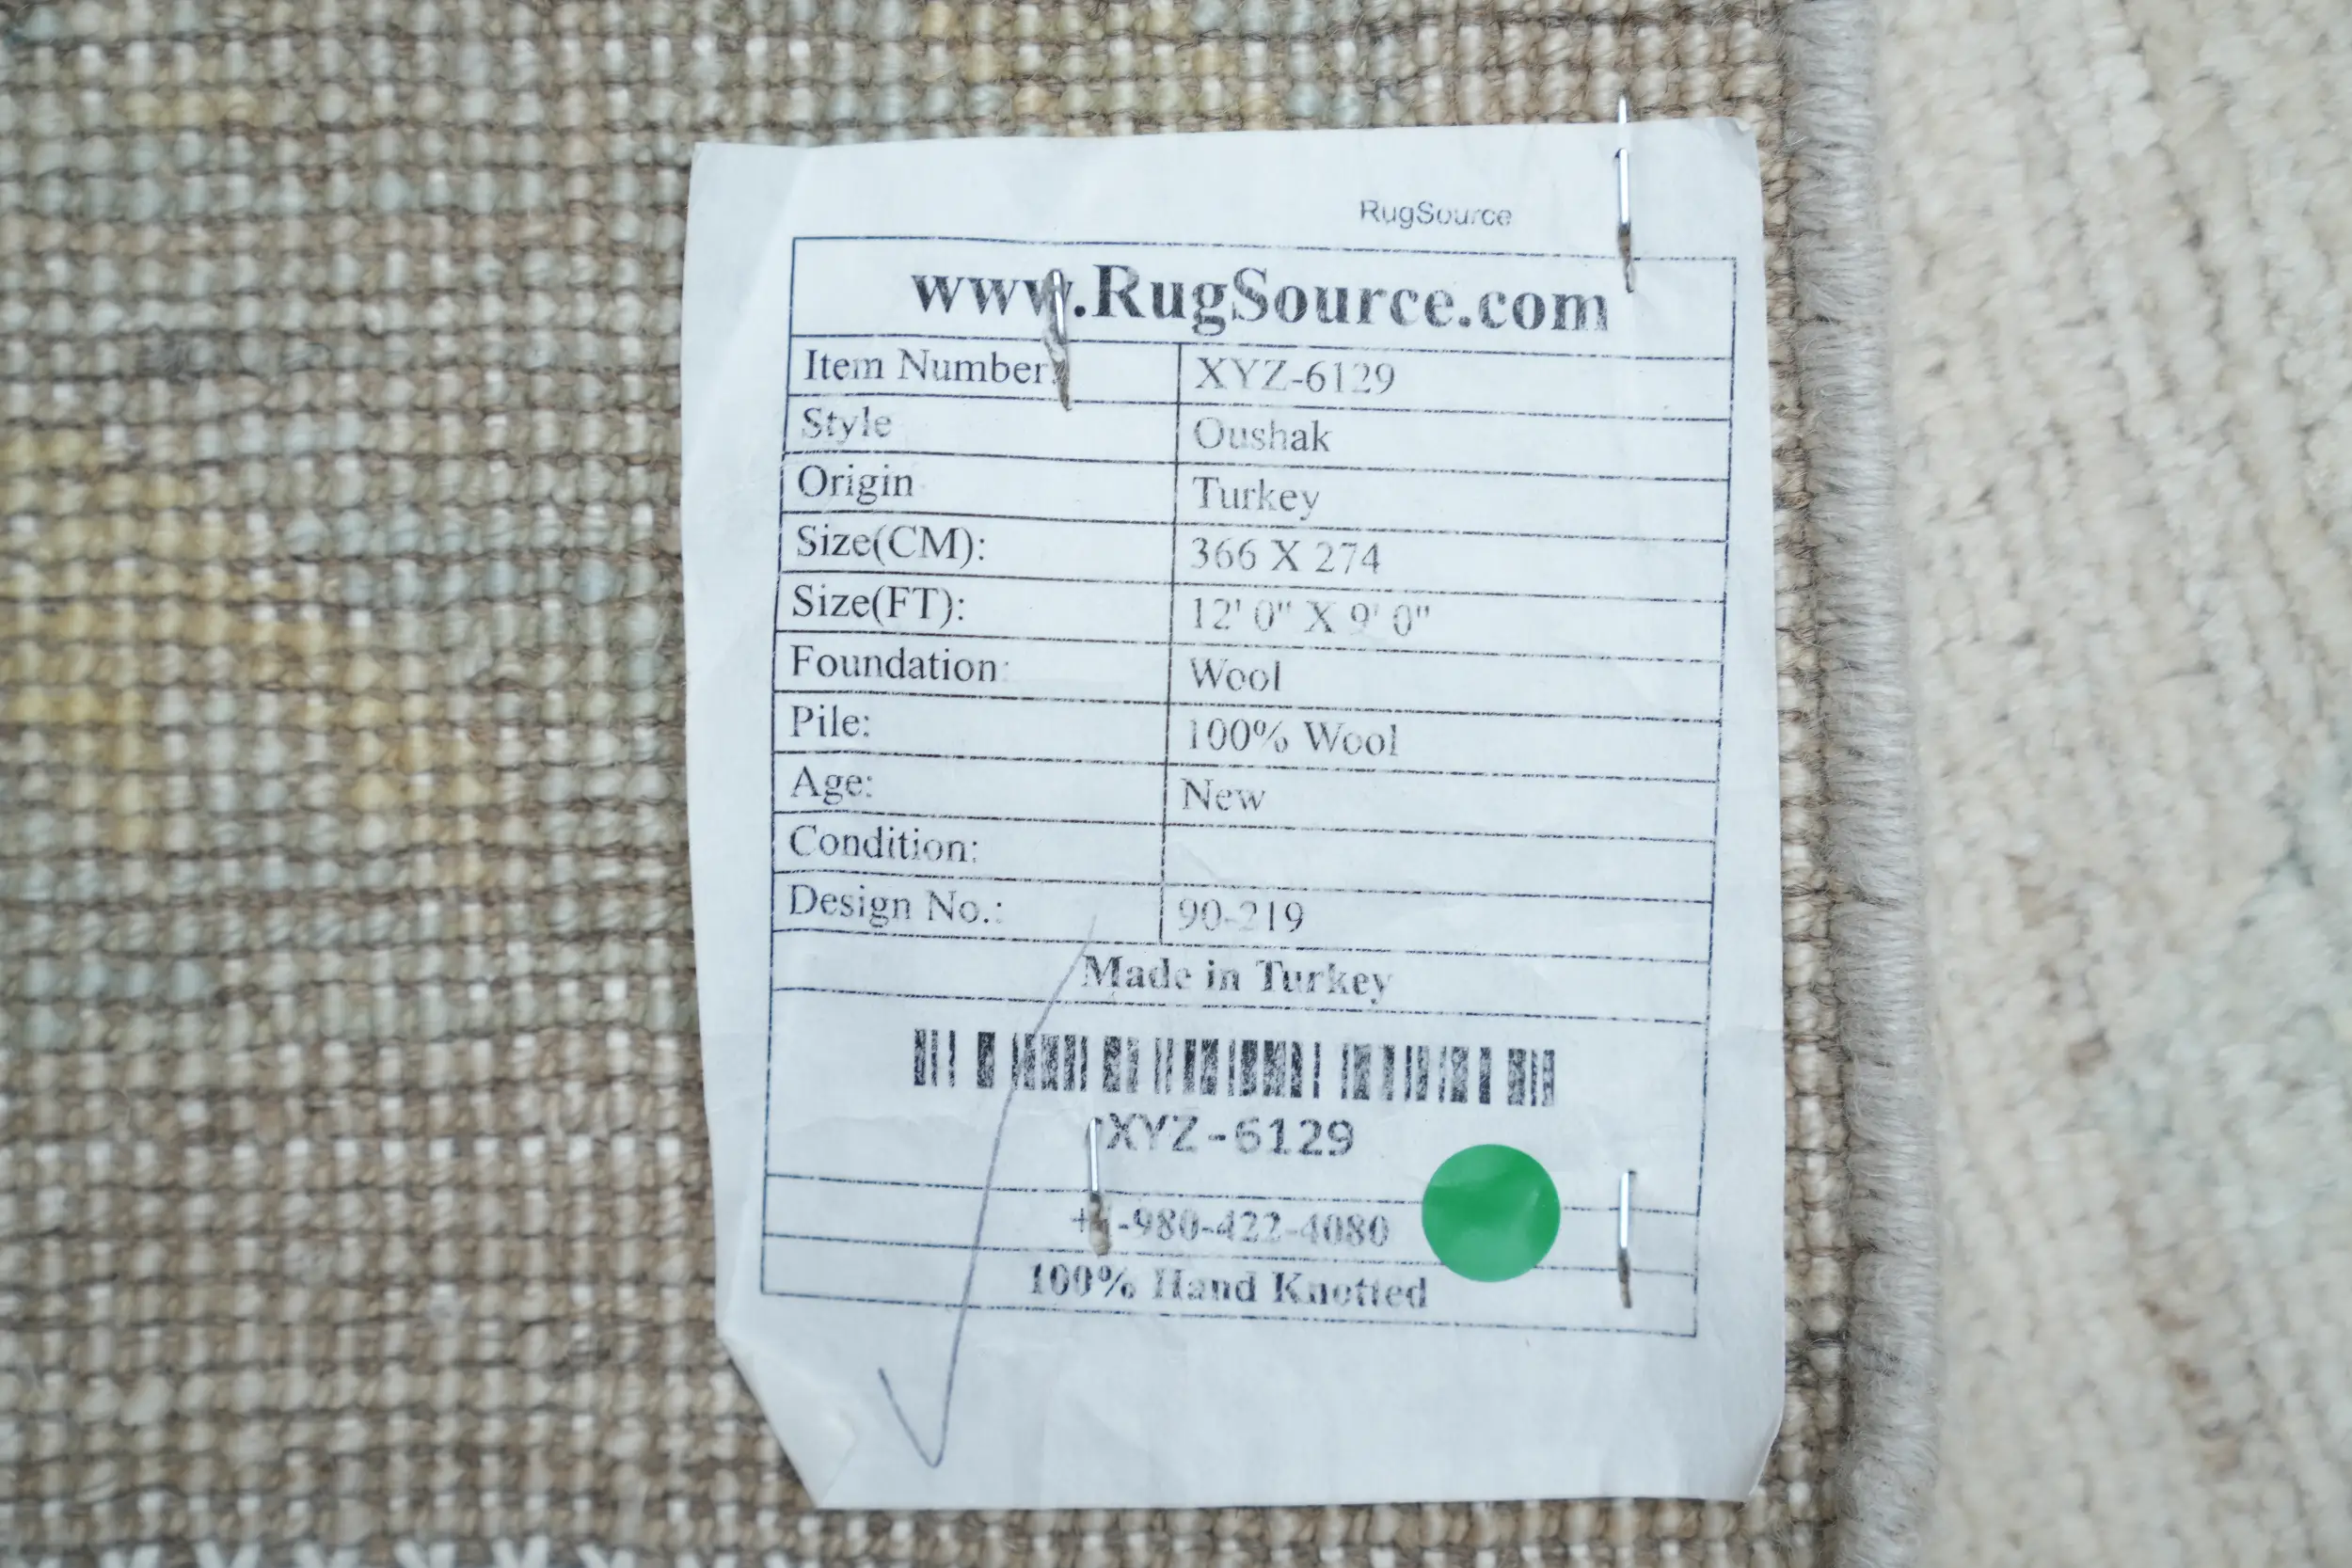 RugSource
www.RugSource.com
Item Number: XYZ-6129
Style Oushak
Origin Turkey
Size(CM): 366 X 274
Size(FT): 12' 0" X 9' 0"
Foundation: Wool
Pile: 100% Wool
Age: New
Condition:
Design No.: 90-219
Made in Turkey
XYZ-6129
+1-980-422-4080
100% Hand Knotted